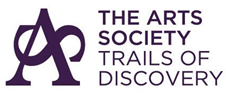 THE ARTS
SOCIETY
TRAILS OF
DISCOVERY